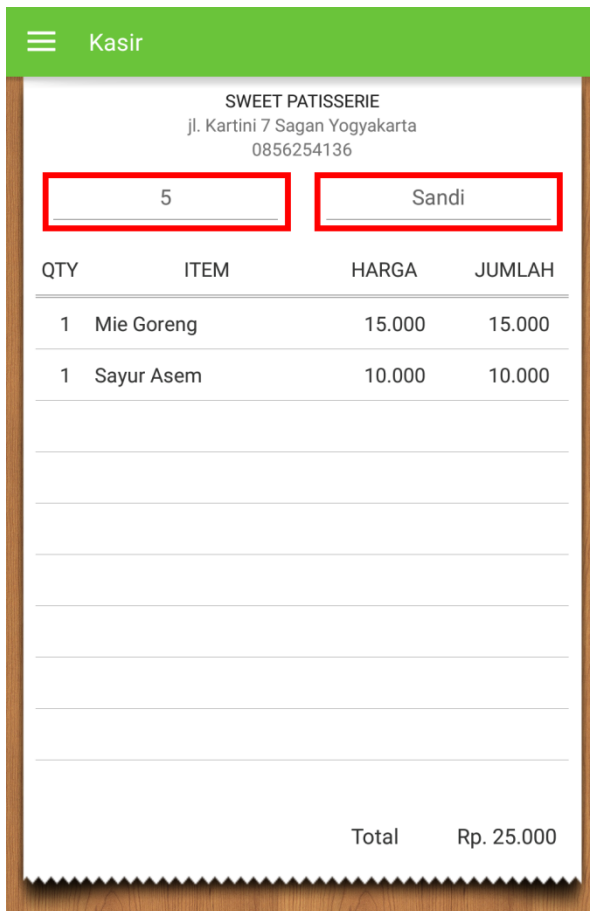 Kasir
SWEET PATISSERIE
jl. Kartini 7 Sagan Yogyakarta
0856254136
5 Sandi
QTY ITEM HARGA JUMLAH
1 Mie Goreng 15.000 15.000
1 Sayur Asem 10.000 10.000
Total Rp. 25.000